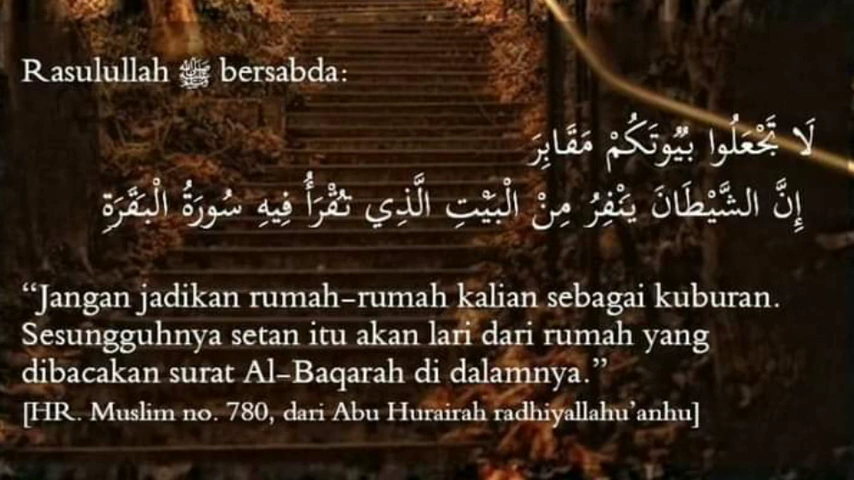 Rasulullah ﷺ bersabda:
لَا تَجْعَلُوا بُيُوتَكُمْ مَقَابِرَ
إِنَّ الشَّيْطَانَ يَنْفِرُ مِنْ الْبَيْتِ الَّذِي تُقْرَأُ فِيهِ سُورَةُ الْبَقَرَةِ
“Jangan jadikan rumah-rumah kalian sebagai kuburan.
Sesungguhnya setan itu akan lari dari rumah yang
dibacakan surat Al-Baqarah di dalamnya.”
[HR. Muslim no. 780, dari Abu Hurairah radhiyallahu’anhu]